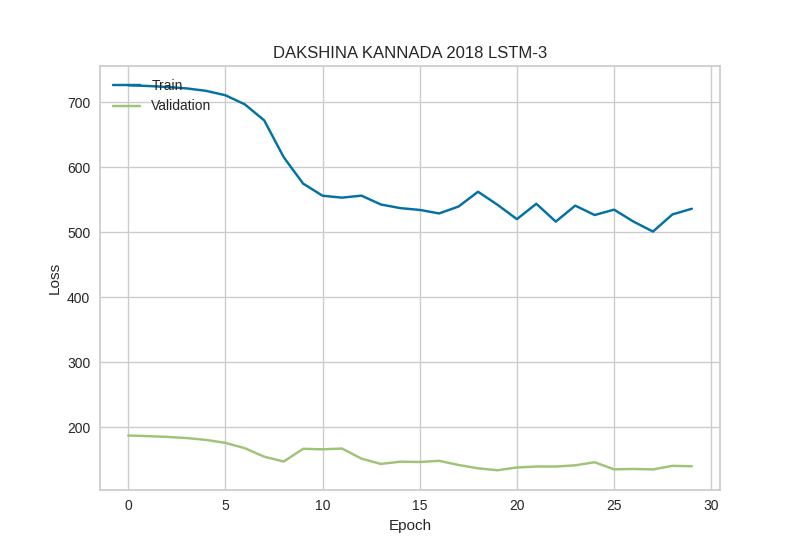 DAKSHINA KANNADA 2018 LSTM-3
Train
Validation
700
600
500
400
300
200
Loss
0 5 10 15 20 25 30
Epoch